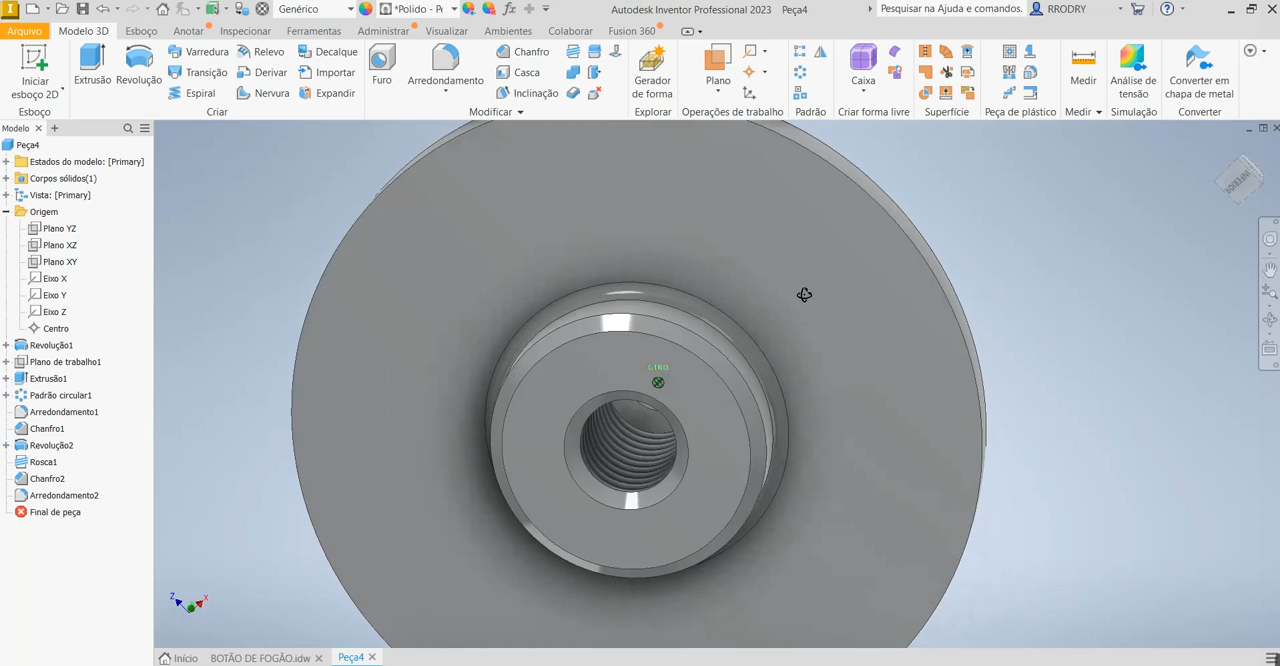 Genérico
*Polido - Po
Autodesk Inventor Professional 2023 Peça4
Pesquisar na Ajuda e comandos.
RRODRY
Arquivo Modelo 3D Esboço Anotar Inspecionar Ferramentas Administrar Visualizar Ambientes Colaborar Fusion 360
Iniciar
esboço 2D
Esboço
Extrusão Revolução
Varredura Relevo Decalque
Transição Derivar Importar
Espiral Nervura Expandir
Criar
Furo Arredondamento
Chanfro
Casca
Inclinação
Modificar
Gerador
de forma
Explorar
Plano
Operações de trabalho
Padrão
Caixa
Criar forma livre
Superfície
Peça de plástico
Medir
Medir
Análise de
tensão
Simulação
Converter em
chapa de metal
Converter
Modelo
Peça4
Estados do modelo: [Primary]
Corpos sólidos(1)
Vista: [Primary]
Origem
Plano YZ
Plano XZ
Plano XY
Eixo X
Eixo Y
Eixo Z
Centro
Revolução1
Plano de trabalho1
Extrusão1
Padrão circular1
Arredondamento1
Chanfro1
Revolução2
Rosca1
Chanfro2
Arredondamento2
Final de peça
GIRO
INFERIOR
Z X
Início BOTÃO DE FOGÃO.idw Peça4